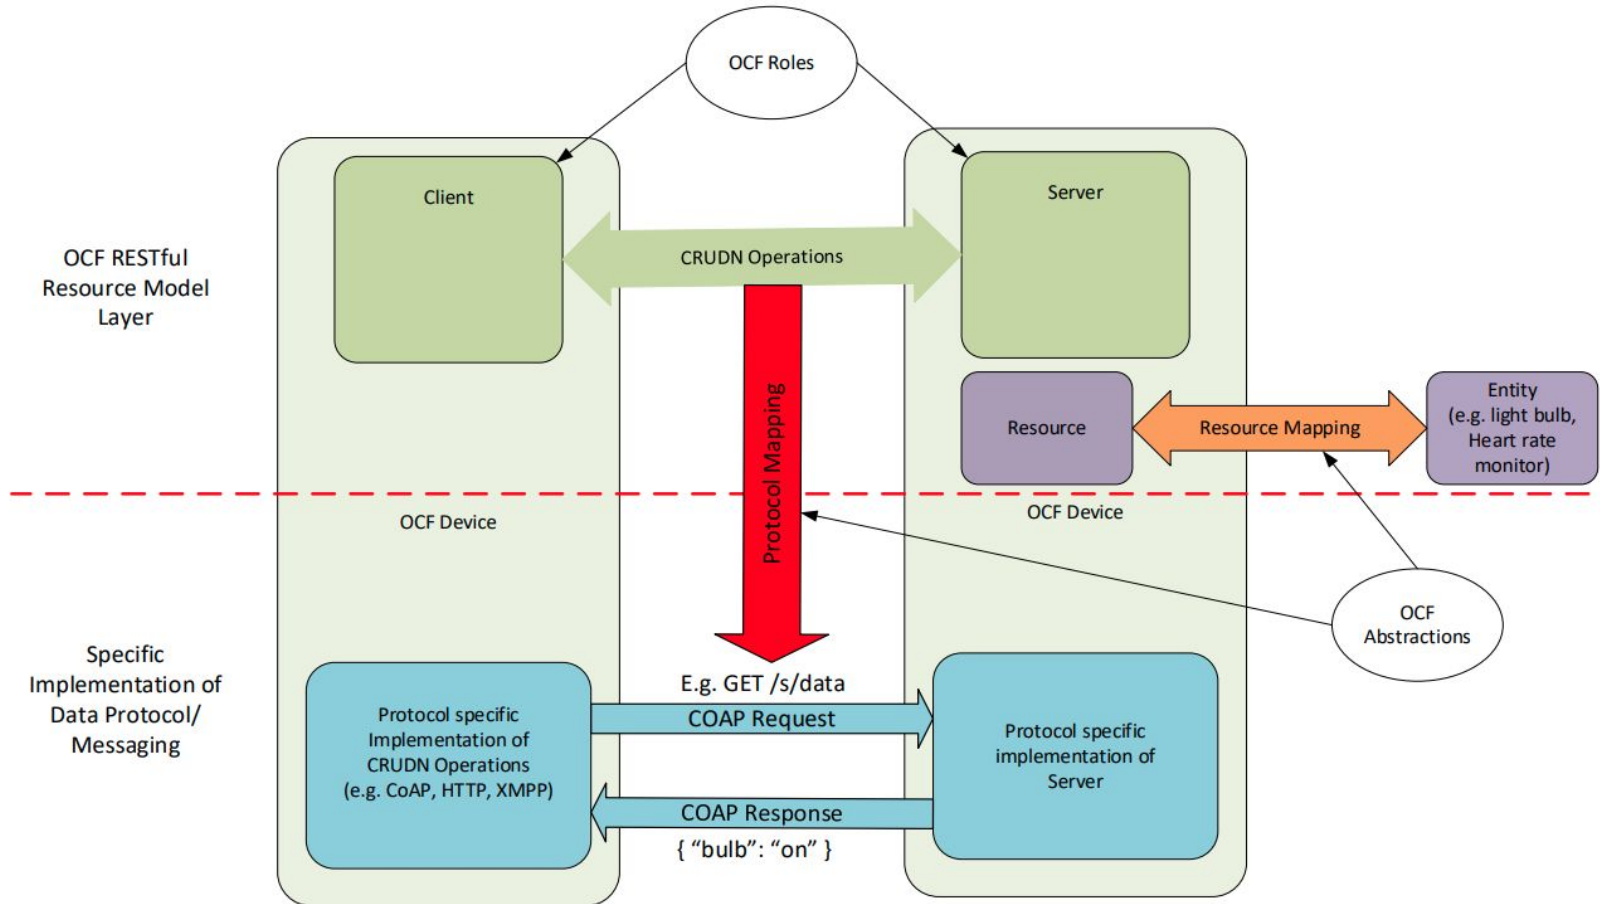 OCF Roles
Client
Server
OCF RESTful
Resource Model
Layer
CRUDN Operations
Protocol Mapping
Resource
Resource Mapping
Entity
(e.g. light bulb,
Heart rate
monitor)
OCF Device
OCF Device
OCF
Abstractions
Specific
Implementation of
Data Protocol/
Messaging
Protocol specific
Implementation of
CRUDN Operations
(e.g. CoAP, HTTP, XMPP)
E.g. GET /s/data
COAP Request
COAP Response
{ “bulb”: “on” }
Protocol specific
implementation of
Server